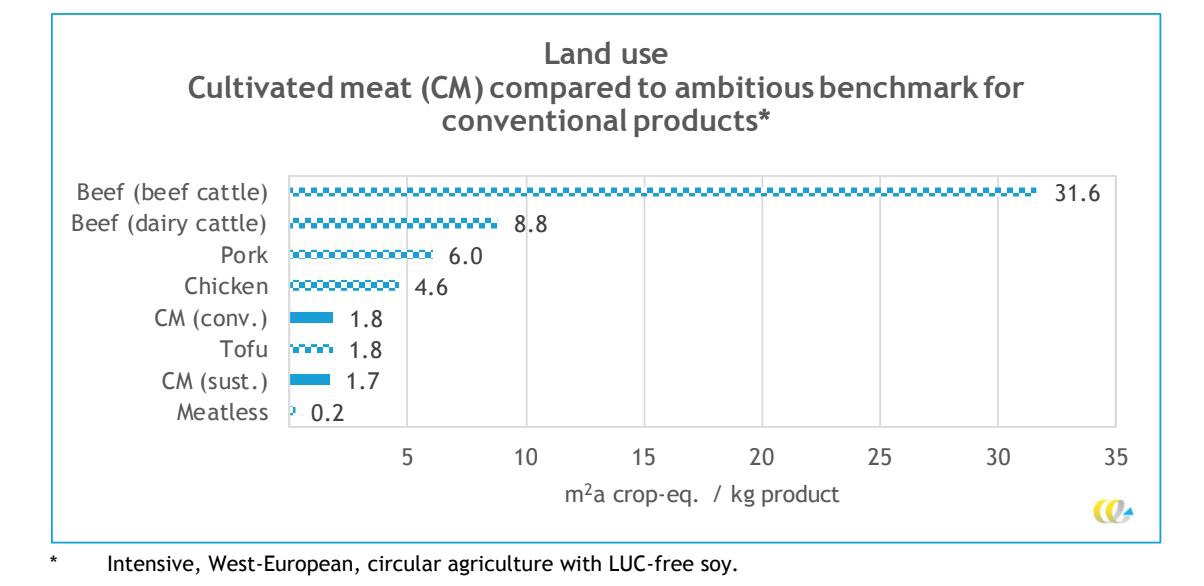 Land use
Cultivated meat (CM) compared to ambitious benchmark for
conventional products*
Beef (beef cattle) 31.6
Beef (dairy cattle) 8.8
Pork 6.0
Chicken 4.6
CM (conv.) 1.8
Tofu 1.8
CM (sust.) 1.7
Meatless 0.2
5 10 15 20 25 30 35
m²a crop-eq. / kg product
* Intensive, West-European, circular agriculture with LUC-free soy.